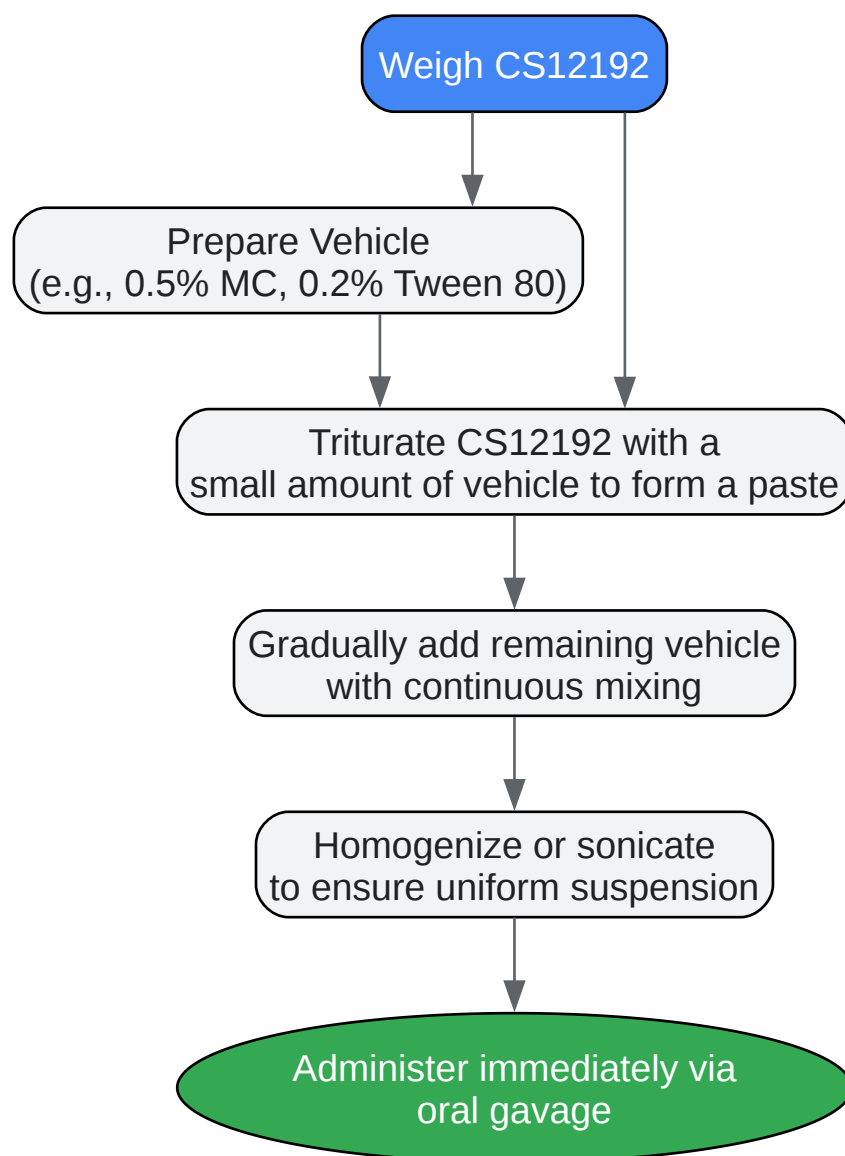 Weigh CS12192
Prepare Vehicle
(e.g., 0.5% MC, 0.2% Tween 80)
Triturate CS12192 with a
small amount of vehicle to form a paste
Gradually add remaining vehicle
with continuous mixing
Homogenize or sonicate
to ensure uniform suspension
Administer immediately via
oral gavage